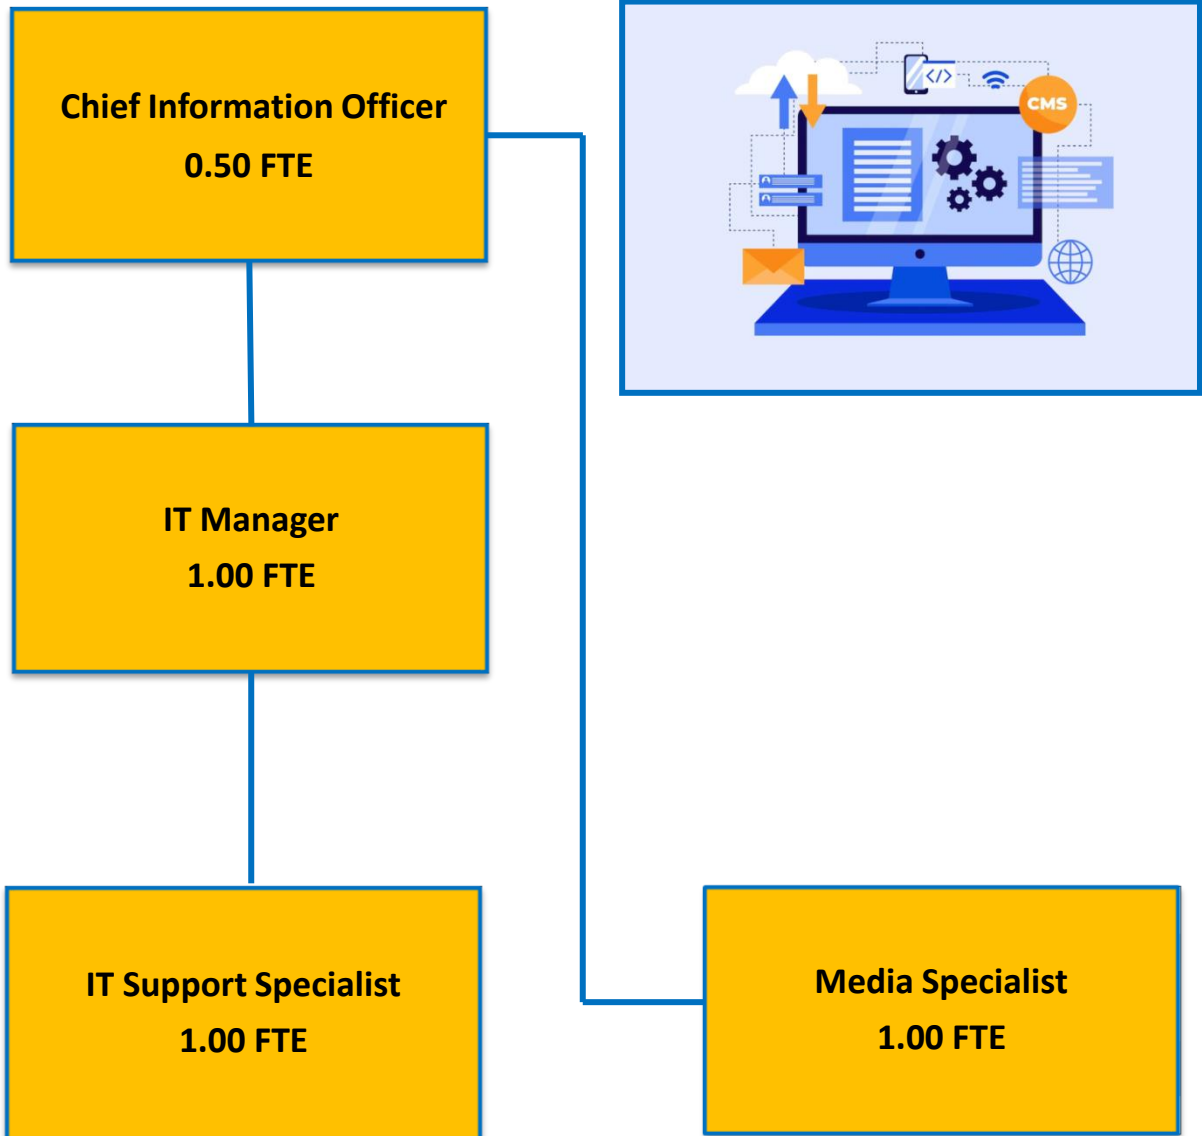 Chief Information Officer
0.50 FTE
</>
CMS
IT Manager
1.00 FTE
IT Support Specialist
1.00 FTE
Media Specialist
1.00 FTE